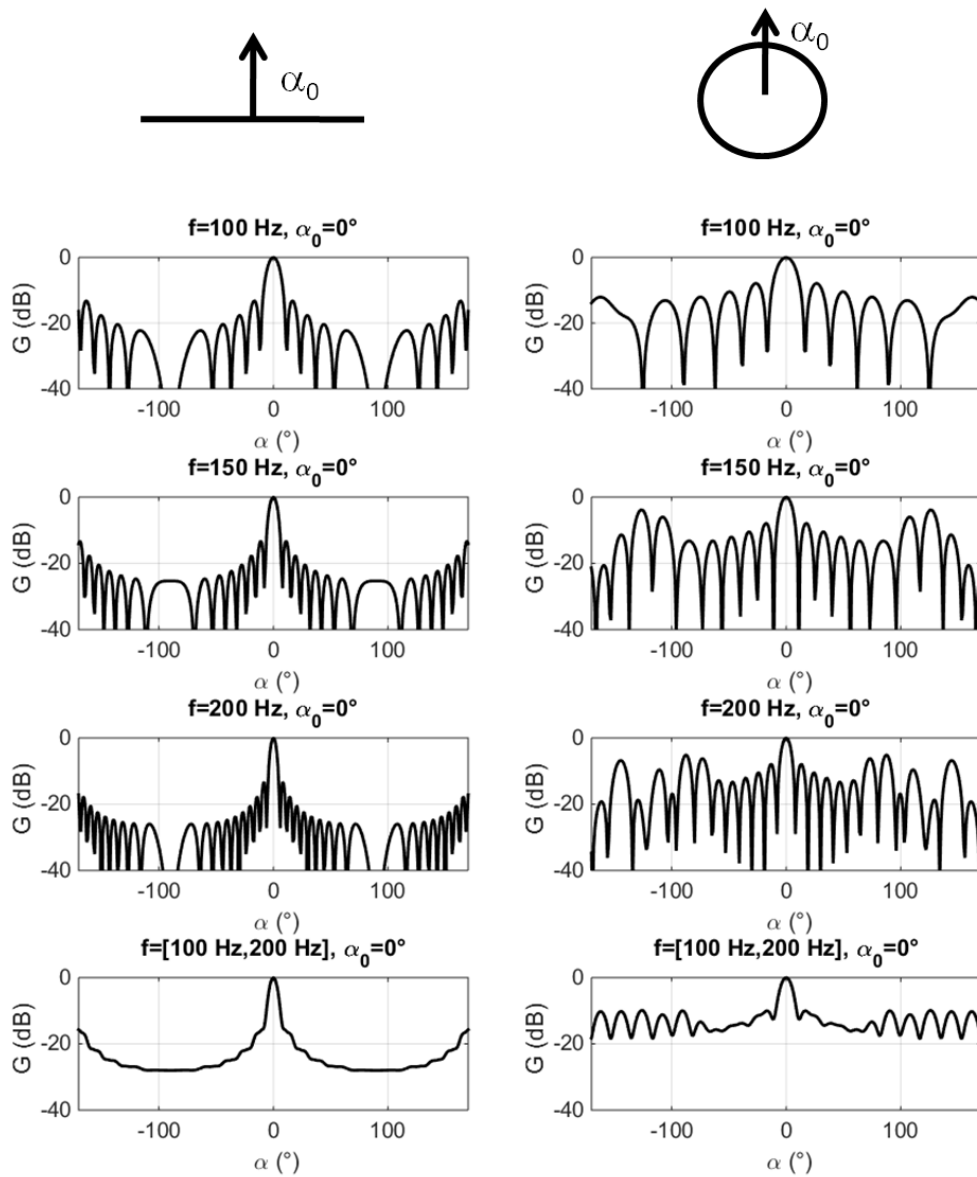 α₀ α₀
f=100 Hz, α₀=0° f=100 Hz, α₀=0°
0 0
G (dB) -20 G (dB) -20
-40 -40
-100 0 100 -100 0 100
α (°) α (°)
f=150 Hz, α₀=0° f=150 Hz, α₀=0°
0 0
G (dB) -20 G (dB) -20
-40 -40
-100 0 100 -100 0 100
α (°) α (°)
f=200 Hz, α₀=0° f=200 Hz, α₀=0°
0 0
G (dB) -20 G (dB) -20
-40 -40
-100 0 100 -100 0 100
α (°) α (°)
f=[100 Hz,200 Hz], α₀=0° f=[100 Hz,200 Hz], α₀=0°
0 0
G (dB) -20 G (dB) -20
-40 -40
-100 0 100 -100 0 100
α (°) α (°)